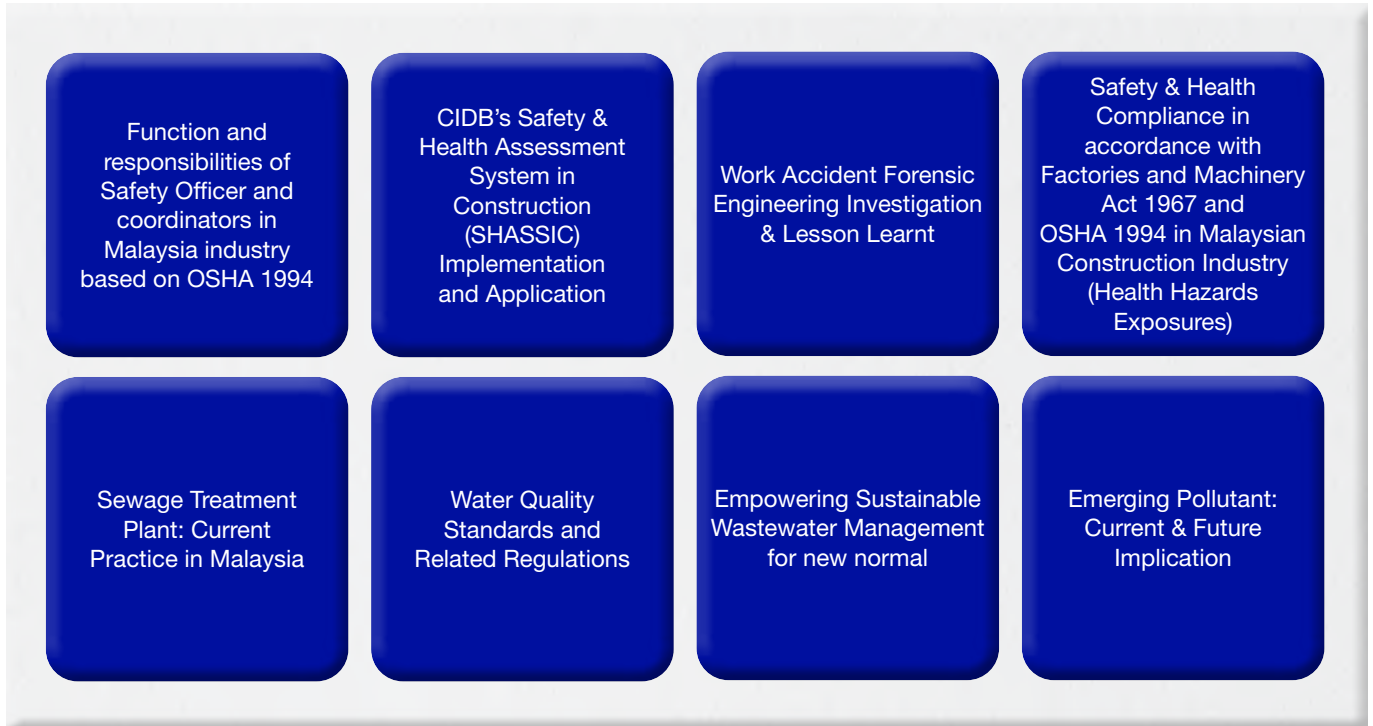 Function and
responsibilities of
Safety Officer and
coordinators in
Malaysia industry
based on OSHA 1994
CIDB's Safety &
Health Assessment
System in
Construction
(SHASSIC)
Implementation
and Application
Work Accident Forensic
Engineering Investigation
& Lesson Learnt
Safety & Health
Compliance in
accordance with
Factories and Machinery
Act 1967 and
OSHA 1994 in Malaysian
Construction Industry
(Health Hazards
Exposures)
Sewage Treatment
Plant: Current
Practice in Malaysia
Water Quality
Standards and
Related Regulations
Empowering Sustainable
Wastewater Management
for new normal
Emerging Pollutant:
Current & Future
Implication